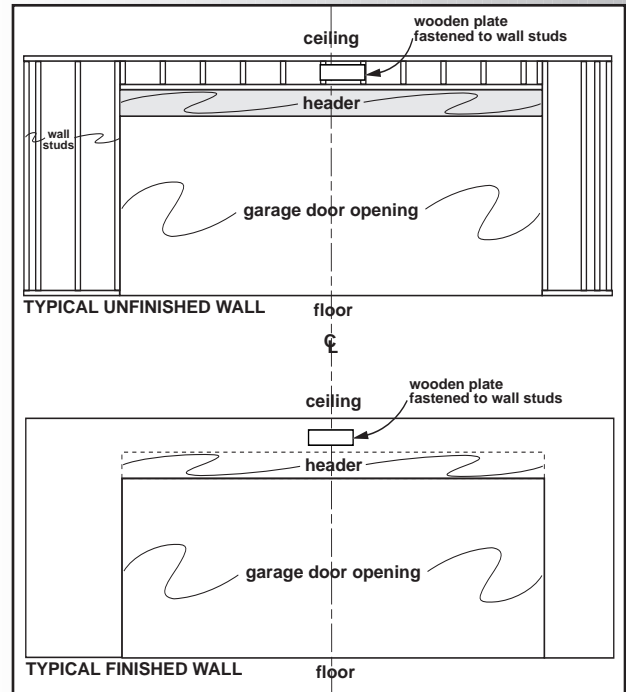 wooden plate
fastened to wall studs
ceiling
header
wall
studs
garage door opening
TYPICAL UNFINISHED WALL
floor
℄
wooden plate
fastened to wall studs
ceiling
header
garage door opening
TYPICAL FINISHED WALL
floor